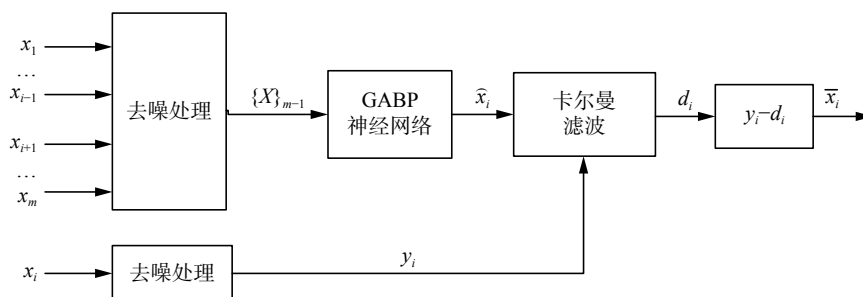 x₁
…
xᵢ₋₁
xᵢ₊₁
…
xₘ
去噪处理
{X}ₘ₋₁
GABP
神经网络
x̂ᵢ
卡尔曼
滤波
dᵢ
yᵢ−dᵢ
x̄ᵢ
xᵢ
去噪处理
yᵢ